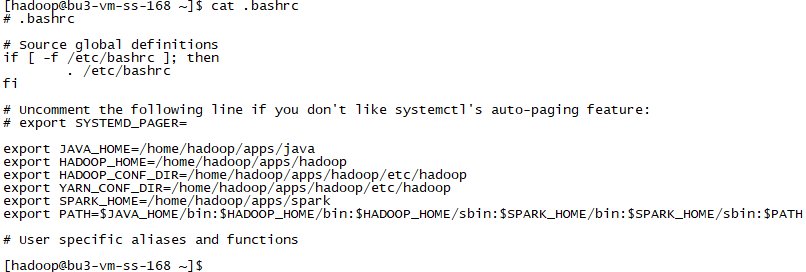 [hadoop@bu3-vm-ss-168 ~]$ cat .bashrc
# .bashrc
# Source global definitions
if [ -f /etc/bashrc ]; then
        . /etc/bashrc
fi
# Uncomment the following line if you don't like systemctl's auto-paging feature:
# export SYSTEMD_PAGER=
export JAVA_HOME=/home/hadoop/apps/java
export HADOOP_HOME=/home/hadoop/apps/hadoop
export HADOOP_CONF_DIR=/home/hadoop/apps/hadoop/etc/hadoop
export YARN_CONF_DIR=/home/hadoop/apps/hadoop/etc/hadoop
export SPARK_HOME=/home/hadoop/apps/spark
export PATH=$JAVA_HOME/bin:$HADOOP_HOME/bin:$HADOOP_HOME/sbin:$SPARK_HOME/bin:$SPARK_HOME/sbin:$PATH
# User specific aliases and functions
[hadoop@bu3-vm-ss-168 ~]$